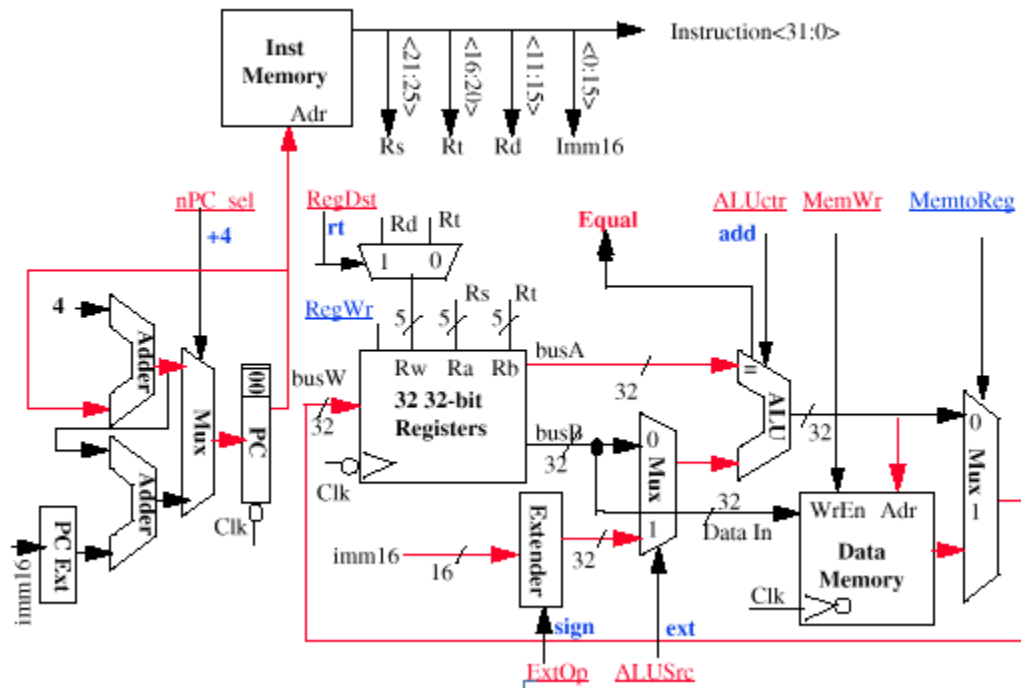 Inst
Memory
Adr
Instruction<31:0>
<21:25>
<16:20>
<11:15>
<0:15>
Rs
Rt
Rd
Imm16
nPC_sel
+4
RegDst
rt
Rd
Rt
1
0
Equal
ALUctr
add
MemWr
MemtoReg
RegWr
5
5
Rs
5
Rt
4
Adder
Mux
00
PC
Clk
Adder
PC Ext
imm16
busW
32
Rw
Ra
Rb
32 32-bit
Registers
Clk
busA
32
busB
32
0
Mux
1
=
ALU
32
32
Data In
WrEn
Adr
Data
Memory
Clk
0
Mux
1
imm16
16
Extender
32
sign
ext
ExtOp
ALUSrc